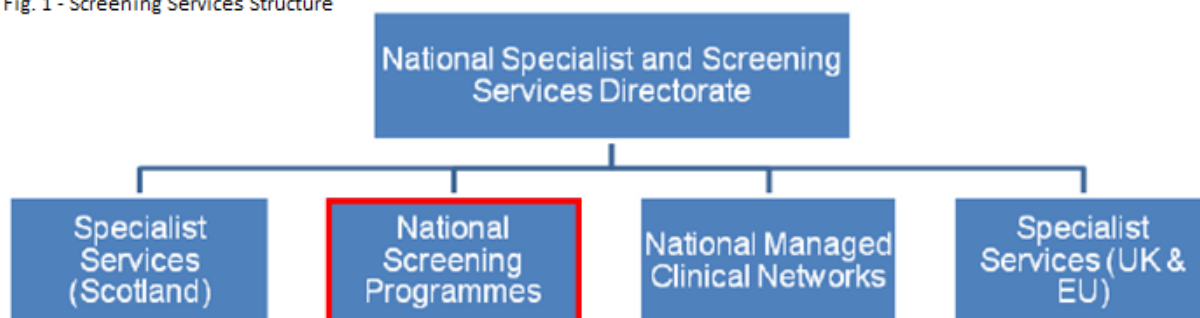 Fig. 1 - Screening Services Structure
National Specialist and Screening
Services Directorate
Specialist
Services
(Scotland)
National
Screening
Programmes
National Managed
Clinical Networks
Specialist
Services (UK &
EU)